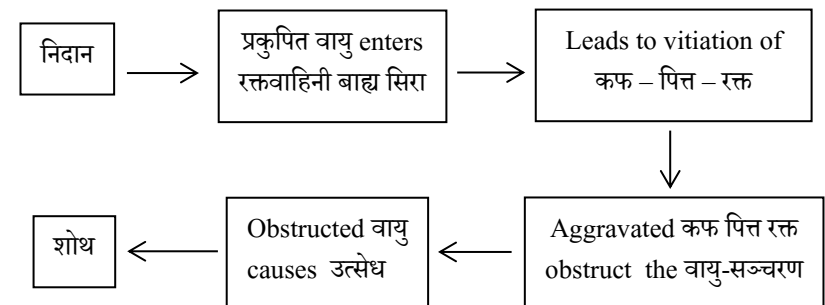 निदान
प्रकुपित वायु enters
रक्तवाहिनी बाह्य सिरा
Leads to vitiation of
कफ – पित्त – रक्त
Aggravated कफ पित्त रक्त
obstruct the वायु-सञ्चरण
Obstructed वायु
causes उत्सेध
शोथ